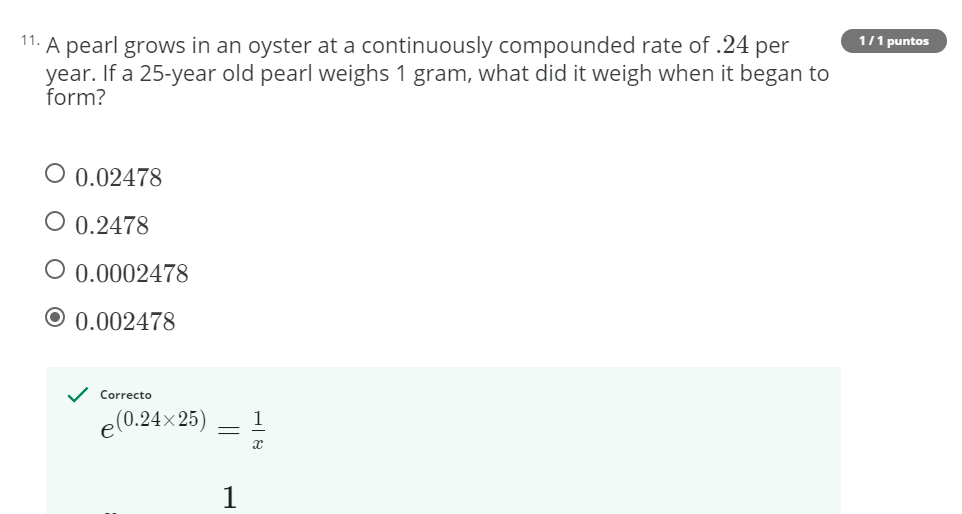 11. A pearl grows in an oyster at a continuously compounded rate of .24 per
year. If a 25-year old pearl weighs 1 gram, what did it weigh when it began to
form?
1 / 1 puntos
0.02478
0.2478
0.0002478
0.002478
Correcto
e^(0.24×25) = 1/x
1